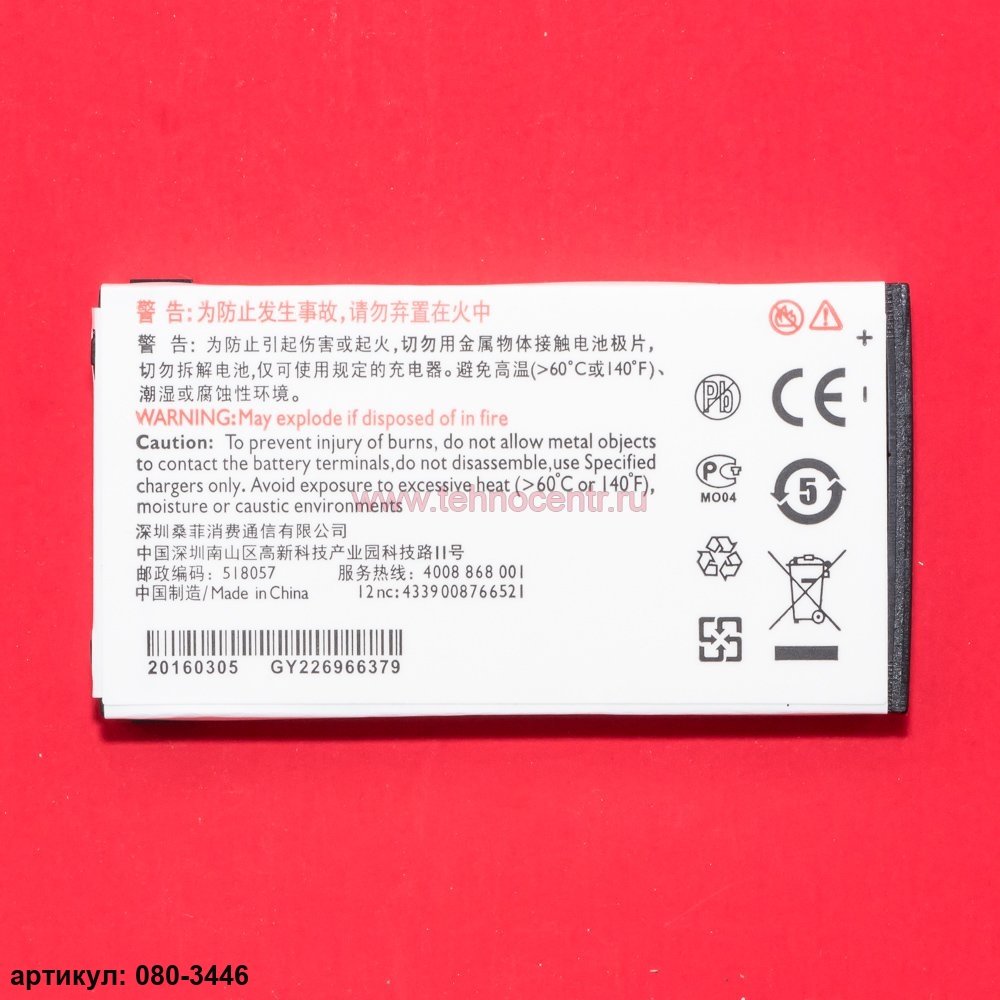 警 告:为防止发生事故,请勿弃置在火中
警 告: 为防止引起伤害或起火,切勿用金属物体接触电池极片,
切勿拆解电池,仅可使用规定的充电器。避免高温(>60°C或140°F)、
潮湿或腐蚀性环境。
WARNING:May explode if disposed of in fire
Caution: To prevent injury of burns, do not allow metal objects
to contact the battery terminals,do not disassemble,use Specified
chargers only. Avoid exposure to excessive heat (>60°C or 140°F),
moisture or caustic environments
www.tehnocentr.ru
深圳桑菲消费通信有限公司
中国深圳南山区高新科技产业园科技路11号
邮政编码: 518057 服务热线: 4008 868 001
中国制造/Made in China 12nc:4339008766521
20160305 GY226966379
+
-
Pb
CE
PCT
MO04
5
артикул: 080-3446